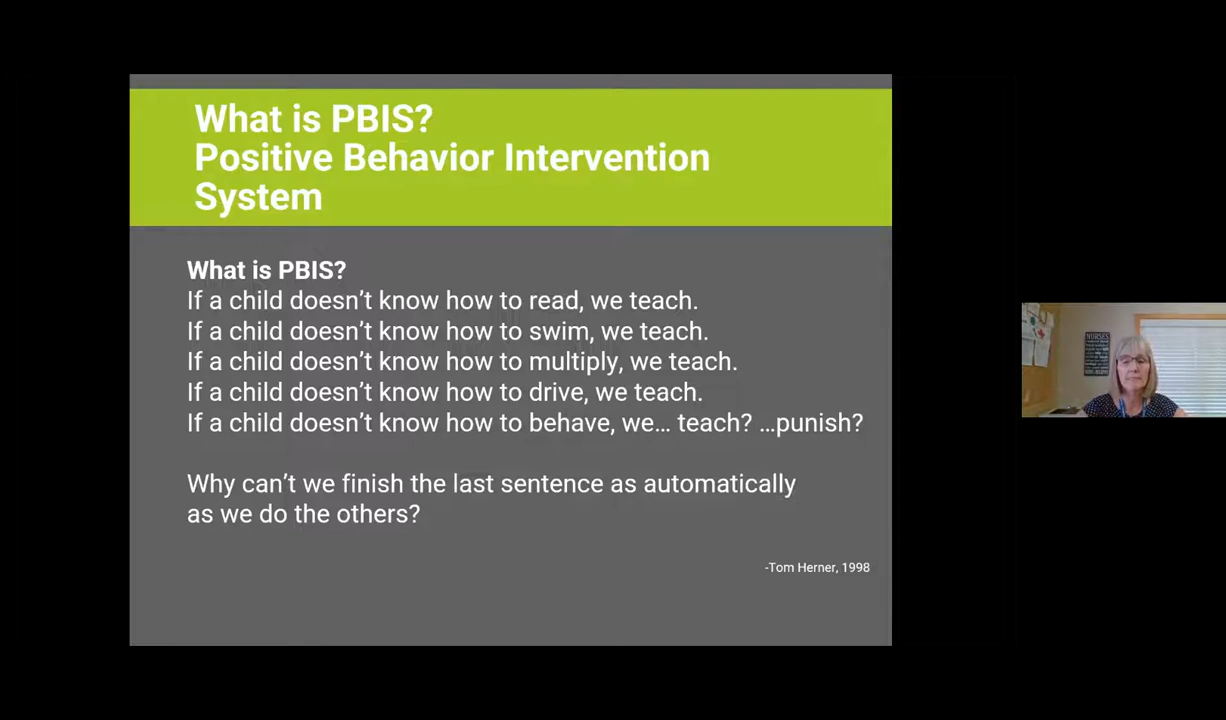 What is PBIS?
Positive Behavior Intervention
System
What is PBIS?
If a child doesn't know how to read, we teach.
If a child doesn't know how to swim, we teach.
If a child doesn't know how to multiply, we teach.
If a child doesn't know how to drive, we teach.
If a child doesn't know how to behave, we... teach? ...punish?
Why can't we finish the last sentence as automatically
as we do the others?
-Tom Herner, 1998
NURSES